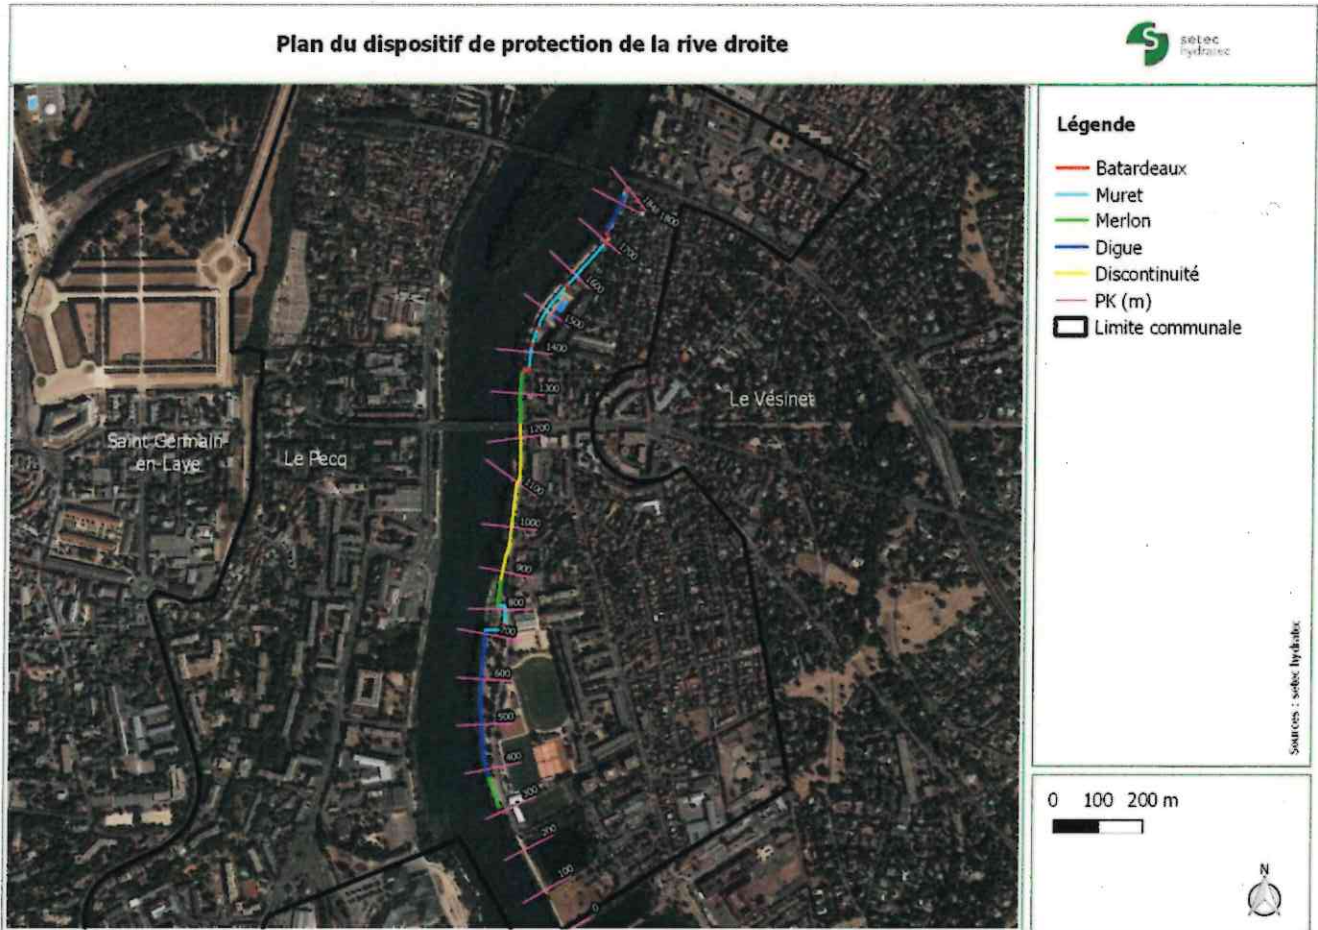 Plan du dispositif de protection de la rive droite
setec
hydratec
Légende
Batardeaux
Muret
Merlon
Digue
Discontinuité
PK (m)
Limite communale
1800
1700
1600
1500
1400
1300
1200
1100
1000
900
800
700
600
500
400
300
200
100
0
Saint Germain-
en-Laye
Le Pecq
Le Vésinet
Sources : setec hydratec
0 100 200 m
N